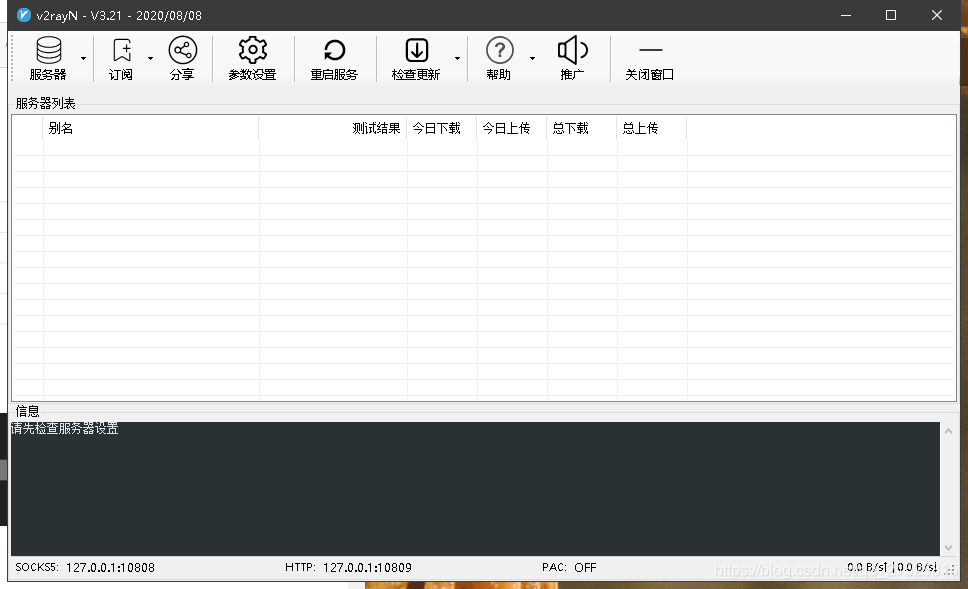 v2rayN - V3.21 - 2020/08/08
服务器 订阅 分享 参数设置 重启服务 检查更新 帮助 推广 关闭窗口
服务器列表
别名 测试结果 今日下载 今日上传 总下载 总上传
信息
请先检查服务器设置
SOCKS5: 127.0.0.1:10808 HTTP: 127.0.0.1:10809 PAC: OFF 0.0 B/s↑ | 0.0 B/s↓
https://blog.csdn.net/